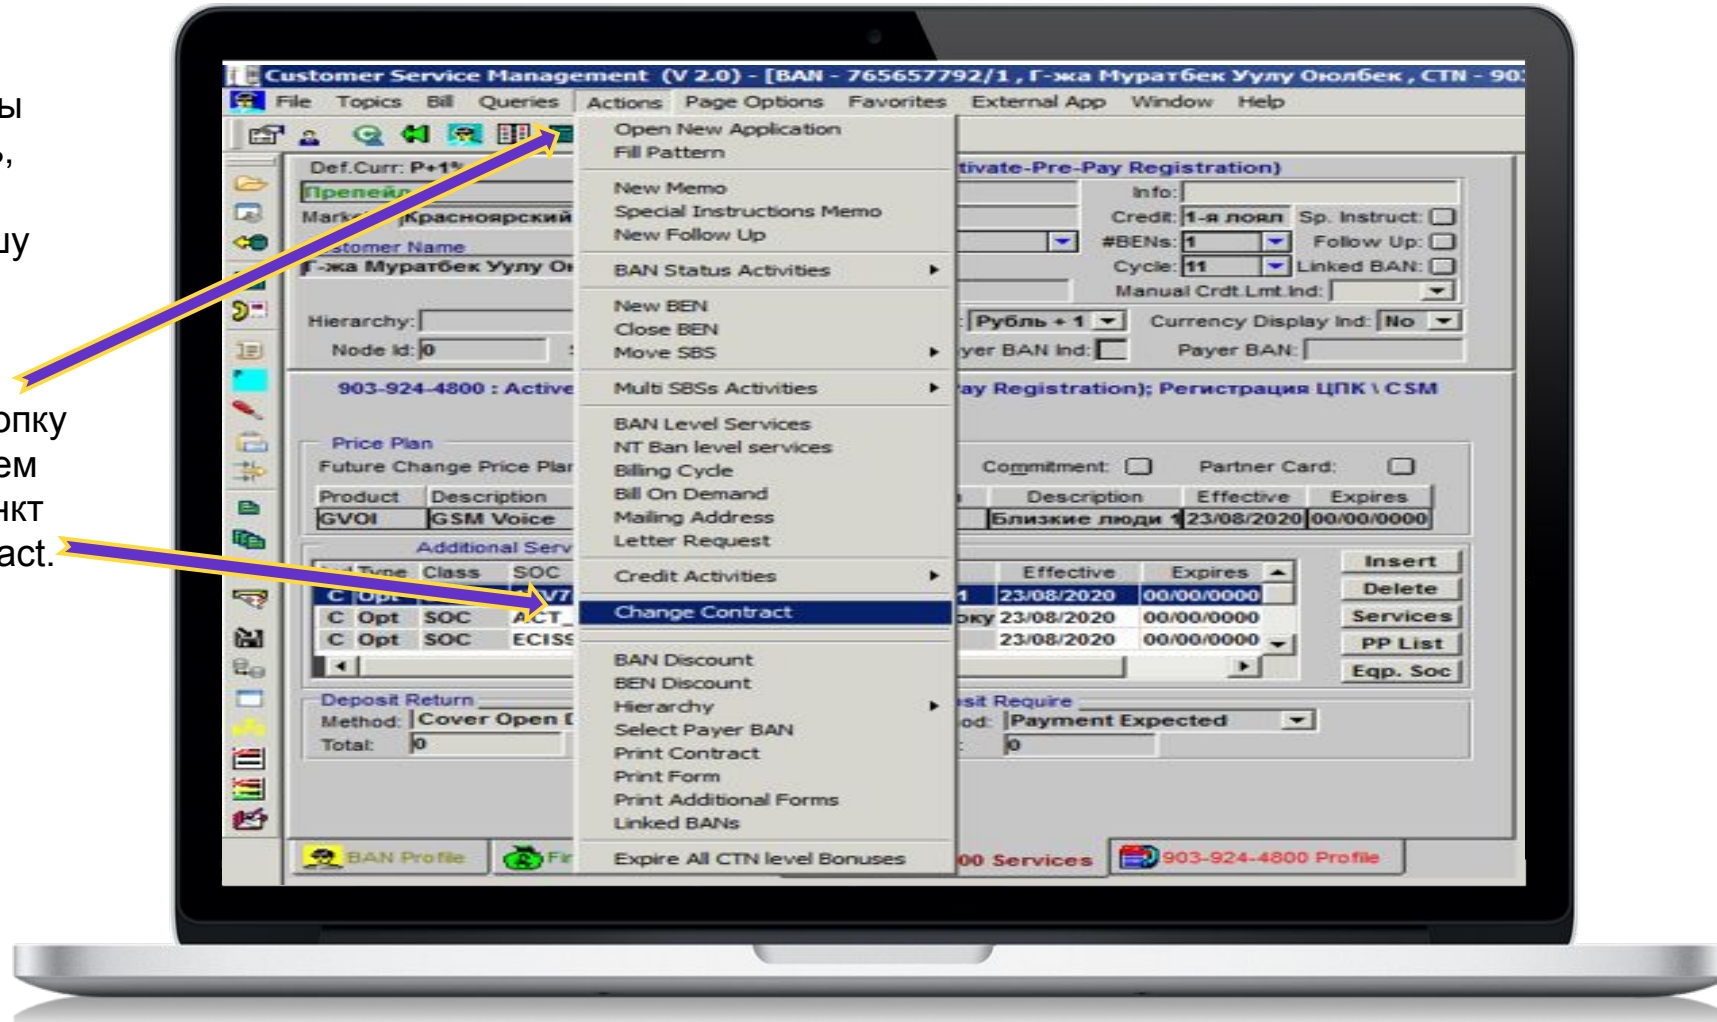 ы
ь,
шу
опку
ем
нкт
act.
Customer Service Management (V 2.0) - [BAN - 765657792/1 , Г-жа Муратбек Уулу Оюлбек , CTN - 90
File Topics Bill Queries Actions Page Options Favorites External App Window Help
Open New Application
Fill Pattern
New Memo
Special Instructions Memo
New Follow Up
BAN Status Activities
New BEN
Close BEN
Move SBS
Multi SBSs Activities
BAN Level Services
NT Ban level services
Billing Cycle
Bill On Demand
Mailing Address
Letter Request
Credit Activities
Change Contract
BAN Discount
BEN Discount
Hierarchy
Select Payer BAN
Print Contract
Print Form
Print Additional Forms
Linked BANs
Expire All CTN level Bonuses
Def.Curr: P+1% tivate-Pre-Pay Registration)
Препейд Info:
Market: Красноярский Credit: 1-я лоял Sp. Instruct:
Customer Name #BENs: 1 Follow Up:
Г-жа Муратбек Уулу Ою Cycle: 11 Linked BAN:
Manual Crdt.Lmt.Ind:
Hierarchy: : Рубль + 1 Currency Display Ind: No
Node Id: 0 yer BAN Ind: Payer BAN:
903-924-4800 : Active ay Registration); Регистрация ЦПК \ CSM
Price Plan
Future Change Price Plan Commitment: Partner Card:
Product Description Description Effective Expires
GVOI GSM Voice Близкие люди 1 23/08/2020 00/00/0000
Additional Serv Insert
Type Class SOC Effective Expires
C Opt V7 1 23/08/2020 00/00/0000 Delete
C Opt SOC ACT_ оку 23/08/2020 00/00/0000 Services
C Opt SOC ECISS 23/08/2020 00/00/0000 PP List
Eqp. Soc
Deposit Return sit Require
Method: Cover Open D od: Payment Expected
Total: 0 : 0
BAN Profile Fi 00 Services 903-924-4800 Profile